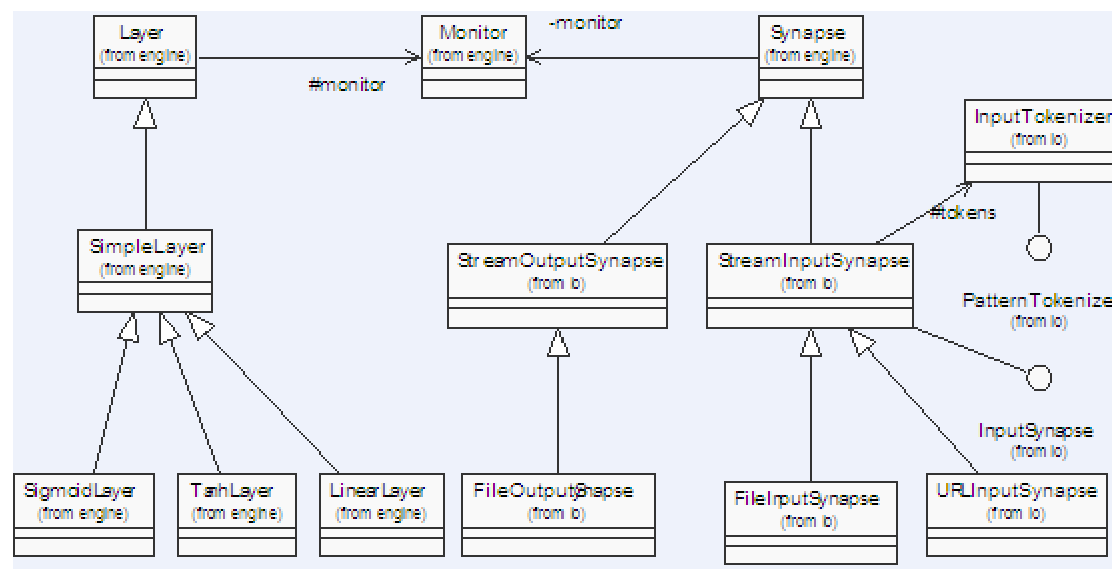 Layer
(from engine)
Monitor
(from engine)
-monitor
Synapse
(from engine)
#monitor
InputTokenizer
(from io)
#tokens
SimpleLayer
(from engine)
StreamOutputSynapse
(from io)
StreamInputSynapse
(from io)
PatternTokenize
(from io)
InputSynapse
(from io)
SigmoidLayer
(from engine)
TanhLayer
(from engine)
LinearLayer
(from engine)
FileOutputSynapse
(from io)
FileInputSynapse
(from io)
URLInputSynapse
(from io)